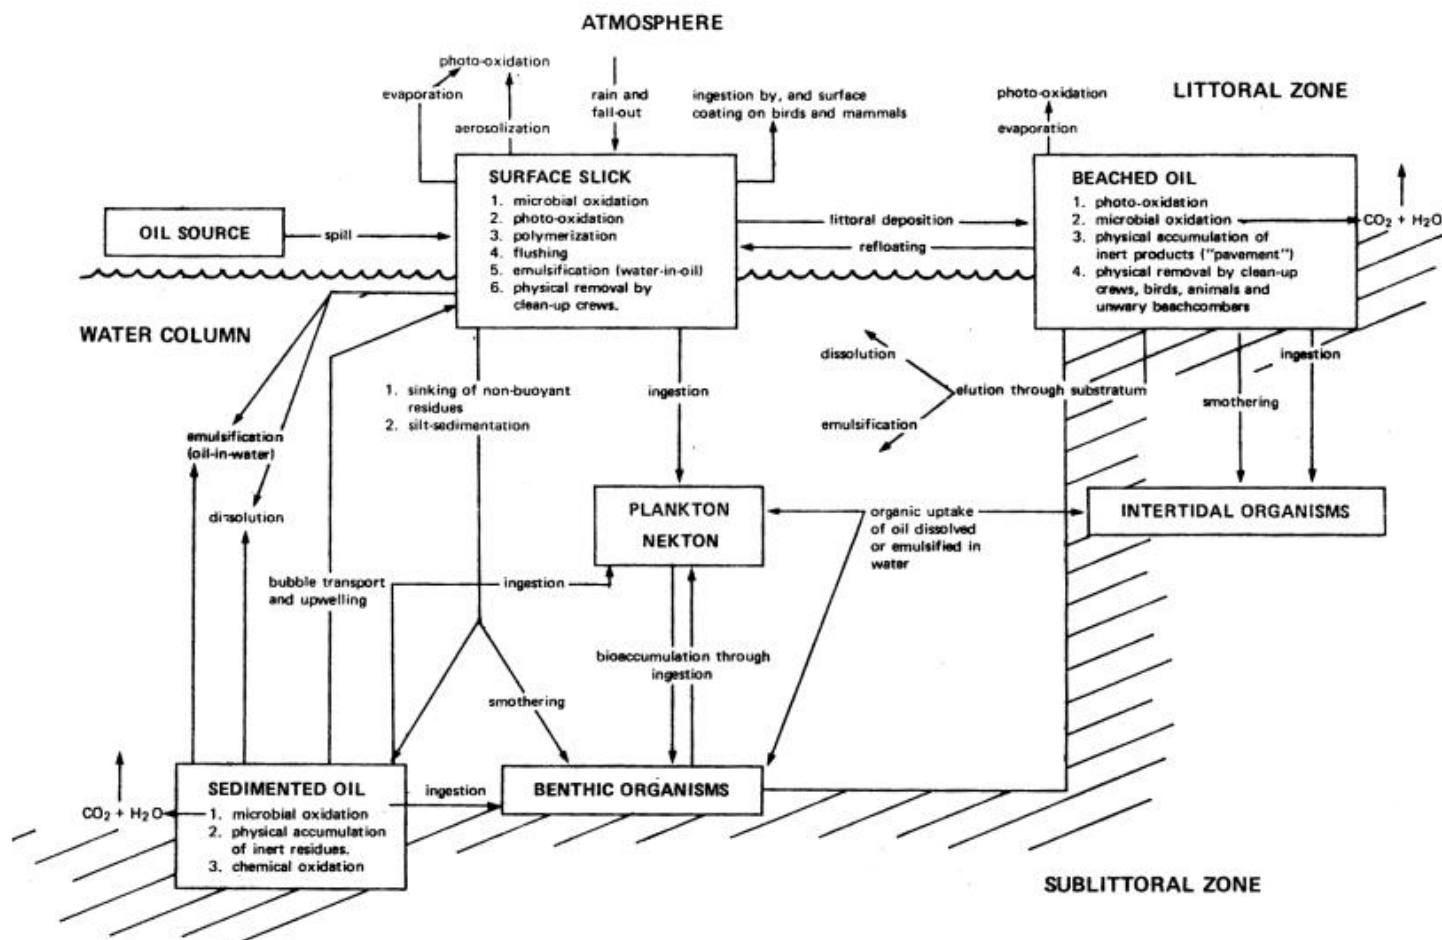 ATMOSPHERE
photo-oxidation
evaporation
aerosolization
rain and
fall-out
ingestion by, and surface
coating on birds and mammals
photo-oxidation
evaporation
LITTORAL ZONE
OIL SOURCE
spill
SURFACE SLICK
1. microbial oxidation
2. photo-oxidation
3. polymerization
4. flushing
5. emulsification (water-in-oil)
6. physical removal by
clean-up crews.
littoral deposition
refloating
BEACHED OIL
1. photo-oxidation
2. microbial oxidation
3. physical accumulation of
inert products ("pavement")
4. physical removal by clean-up
crews, birds, animals and
unwary beachcombers
CO2 + H2O
WATER COLUMN
1. sinking of non-buoyant
residues
2. silt-sedimentation
ingestion
dissolution
elution through substratum
emulsification
ingestion
smothering
emulsification
(oil-in-water)
dissolution
PLANKTON
NEKTON
organic uptake
of oil dissolved
or emulsified in
water
INTERTIDAL ORGANISMS
bubble transport
and upwelling
ingestion
bioaccumulation through
ingestion
smothering
SEDIMENTED OIL
1. microbial oxidation
2. physical accumulation
of inert residues.
3. chemical oxidation
CO2 + H2O
ingestion
BENTHIC ORGANISMS
SUBLITTORAL ZONE